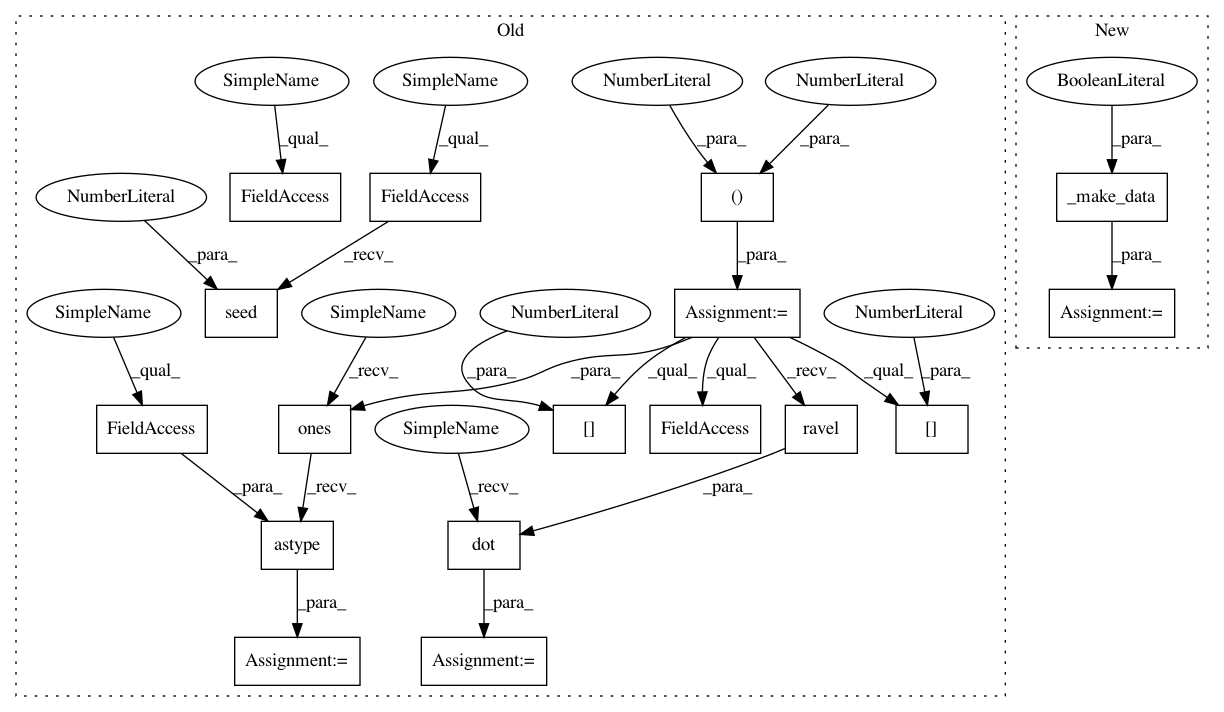 Old
New
SimpleName
SimpleName
NumberLiteral
NumberLiteral
BooleanLiteral
_qual_
_qual_
_para_
_para_
_para_
NumberLiteral
FieldAccess
FieldAccess
()
_make_data
_para_
_recv_
_para_
_para_
SimpleName
seed
SimpleName
NumberLiteral
Assignment:=
NumberLiteral
Assignment:=
_qual_
_recv_
_para_
_para_
_qual_
_qual_
_recv_
_qual_
_para_
FieldAccess
ones
SimpleName
[]
FieldAccess
ravel
[]
_para_
_recv_
_recv_
_para_
astype
dot
_para_
_para_
Assignment:=
Assignment:=